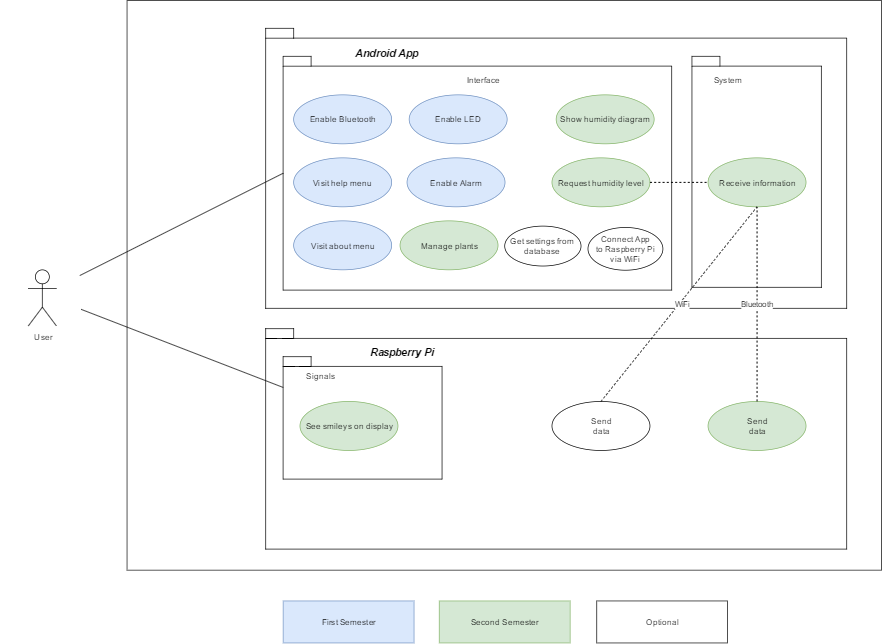 Android App
Interface
System
Enable Bluetooth
Enable LED
Show humidity diagram
Visit help menu
Enable Alarm
Request humidity level
Receive information
Visit about menu
Manage plants
Get settings from
database
Connect App
to Raspberry Pi
via WiFi
WiFi
Bluetooth
User
Raspberry Pi
Signals
See smileys on display
Send
data
Send
data
First Semester
Second Semester
Optional